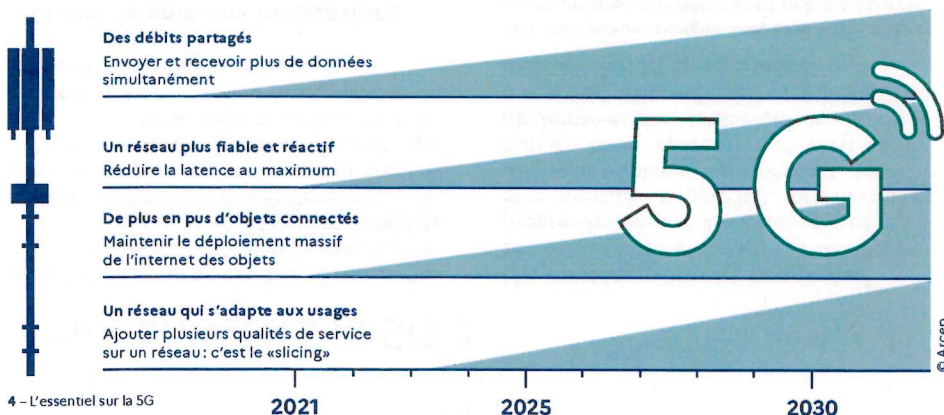 Des débits partagés
Envoyer et recevoir plus de données
simultanément
Un réseau plus fiable et réactif
Réduire la latence au maximum
De plus en pus d'objets connectés
Maintenir le déploiement massif
de l'internet des objets
Un réseau qui s'adapte aux usages
Ajouter plusieurs qualités de service
sur un réseau : c'est le «slicing»
5G
© Arcep
2021 2025 2030
4 – L'essentiel sur la 5G